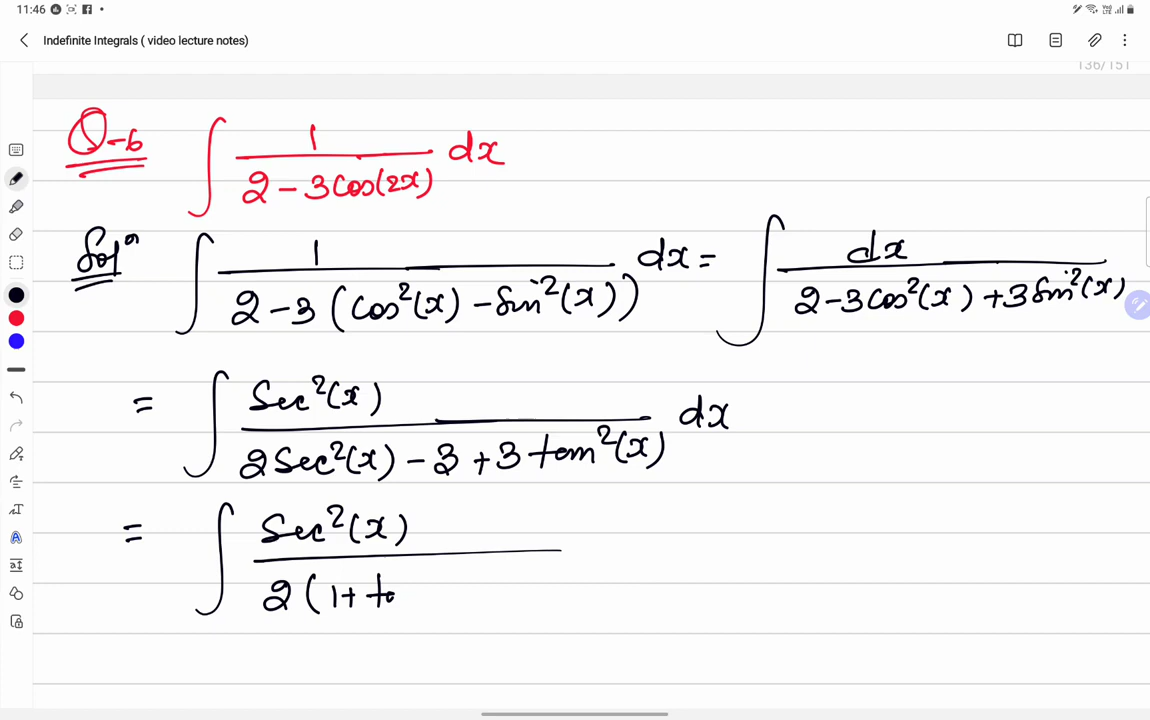 11:46
Indefinite Integrals ( video lecture notes)
136/151
Q-6 ∫ 1/(2 - 3cos(2x)) dx
Solⁿ ∫ 1/(2 - 3(cos²(x) - sin²(x))) dx = ∫ dx/(2 - 3cos²(x) + 3sin²(x))
= ∫ Sec²(x)/(2Sec²(x) - 3 + 3tan²(x)) dx
= ∫ Sec²(x)/(2(1+ ta